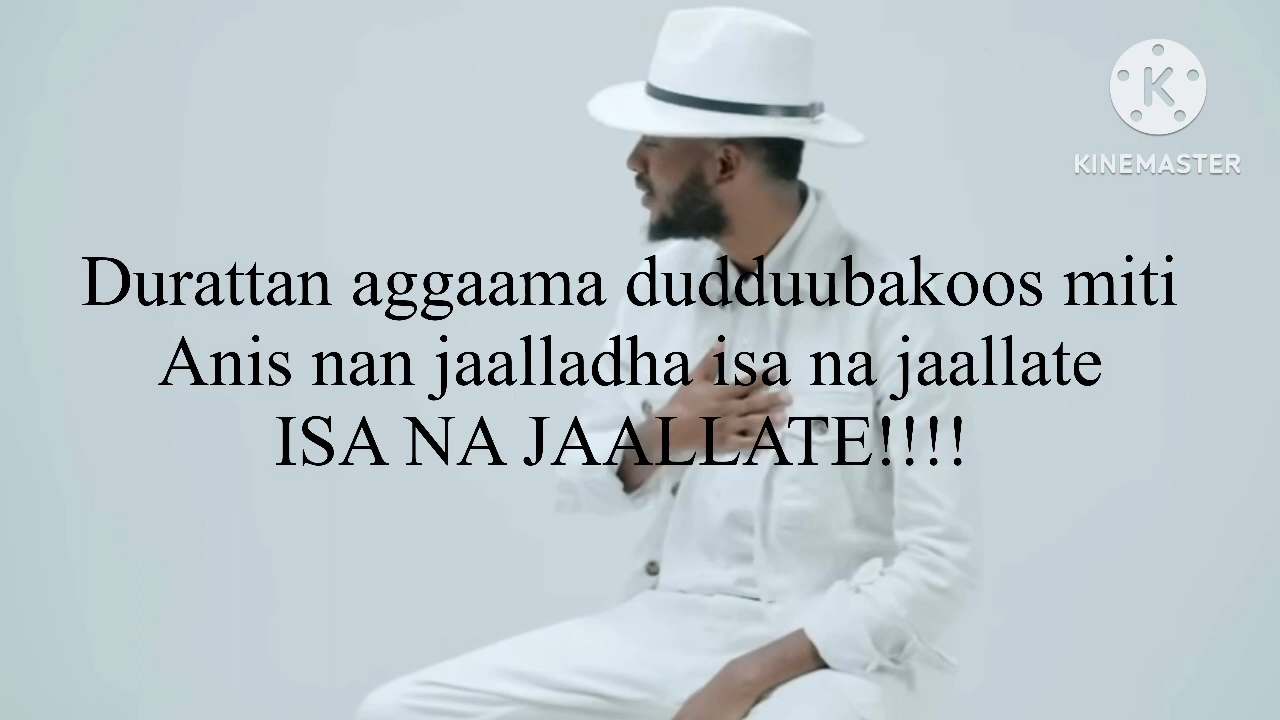 KINEMASTER
Durattan aggaama dudduubakoos miti
Anis nan jaalladha isa na jaallate
ISA NA JAALLATE!!!!